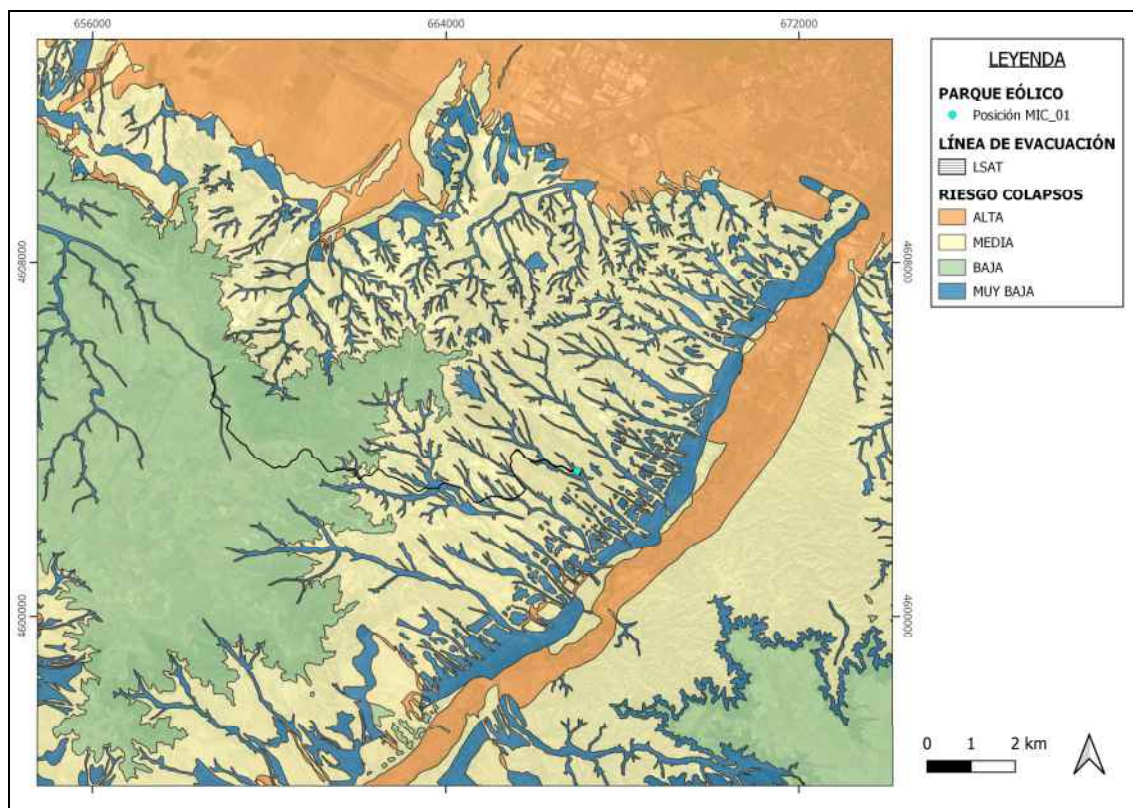 656000
664000
672000
4608000
4608000
4600000
4600000
LEYENDA
PARQUE EÓLICO
Posición MIC_01
LÍNEA DE EVACUACIÓN
LSAT
RIESGO COLAPSOS
ALTA
MEDIA
BAJA
MUY BAJA
0 1 2 km